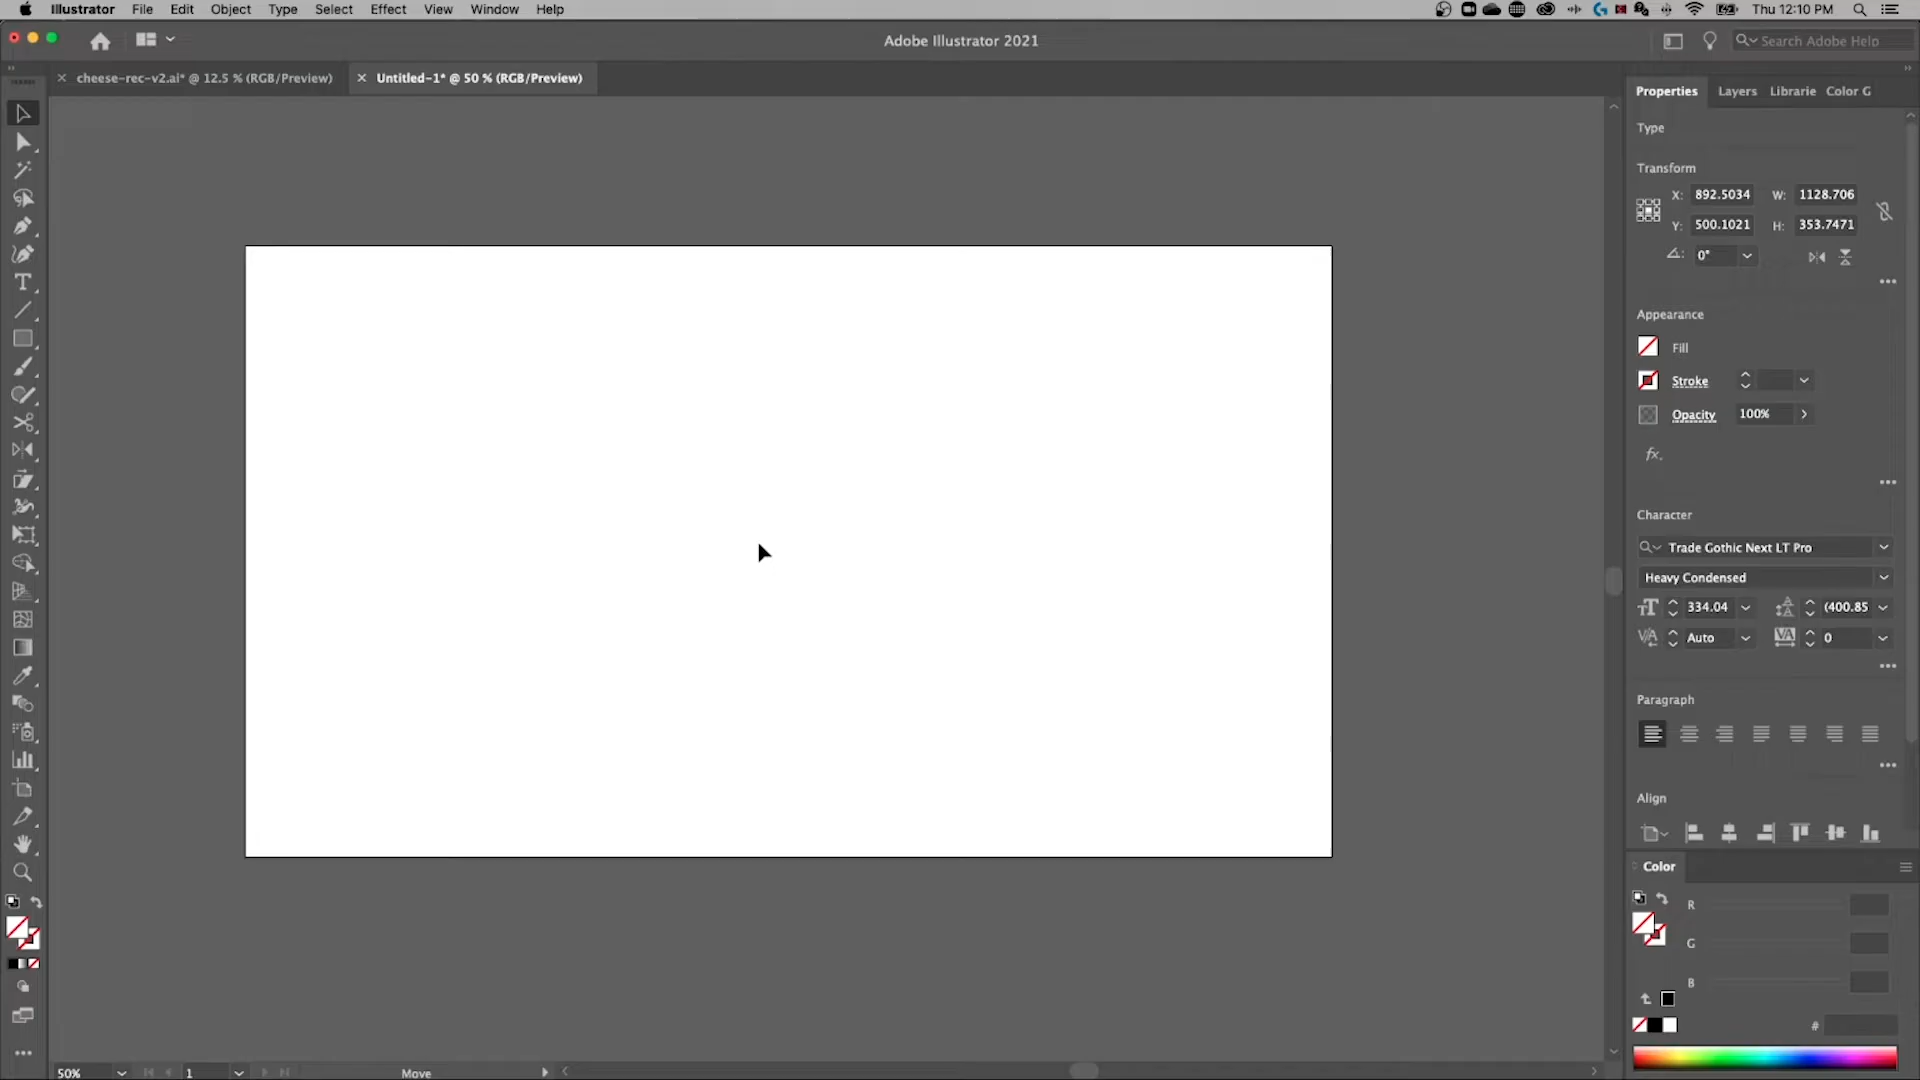 Illustrator File Edit Object Type Select Effect View Window Help Thu 12:10 PM
Adobe Illustrator 2021 Search Adobe Help
cheese-rec-v2.ai* @ 12.5 % (RGB/Preview) Untitled-1* @ 50 % (RGB/Preview)
Properties Layers Librarie Color G
Type
Transform
X: 892.5034 W: 1128.706
Y: 500.1021 H: 353.7471
0°
Appearance
Fill
Stroke
Opacity 100%
fx.
Character
Trade Gothic Next LT Pro
Heavy Condensed
334.04 (400.85
Auto 0
Paragraph
Align
Color
R
G
B
#
50% 1 Move